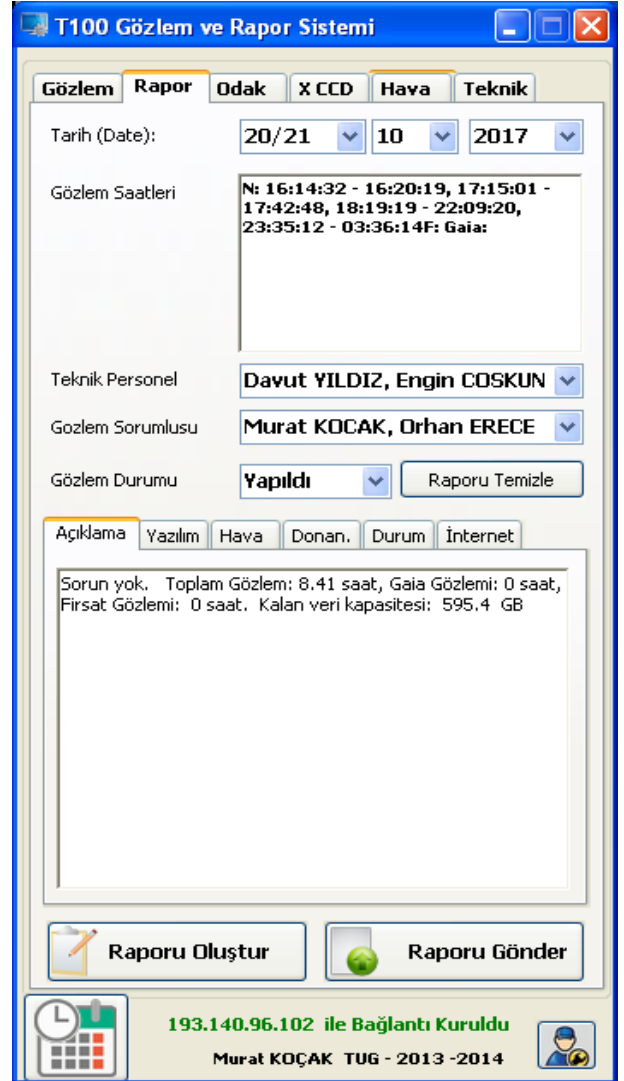 T100 Gözlem ve Rapor Sistemi
Gözlem Rapor Odak X CCD Hava Teknik
Tarih (Date): 20/21 10 2017
Gözlem Saatleri
N: 16:14:32 - 16:20:19, 17:15:01 -
17:42:48, 18:19:19 - 22:09:20,
23:35:12 - 03:36:14F: Gaia:
Teknik Personel Davut YILDIZ, Engin COSKUN
Gozlem Sorumlusu Murat KOCAK, Orhan ERECE
Gözlem Durumu Yapıldı Raporu Temizle
Açıklama Yazılım Hava Donan. Durum İnternet
Sorun yok. Toplam Gözlem: 8.41 saat, Gaia Gözlemi: 0 saat,
Firsat Gözlemi: 0 saat. Kalan veri kapasitesi: 595.4 GB
Raporu Oluştur Raporu Gönder
193.140.96.102 ile Bağlantı Kuruldu
Murat KOÇAK TUG - 2013 -2014